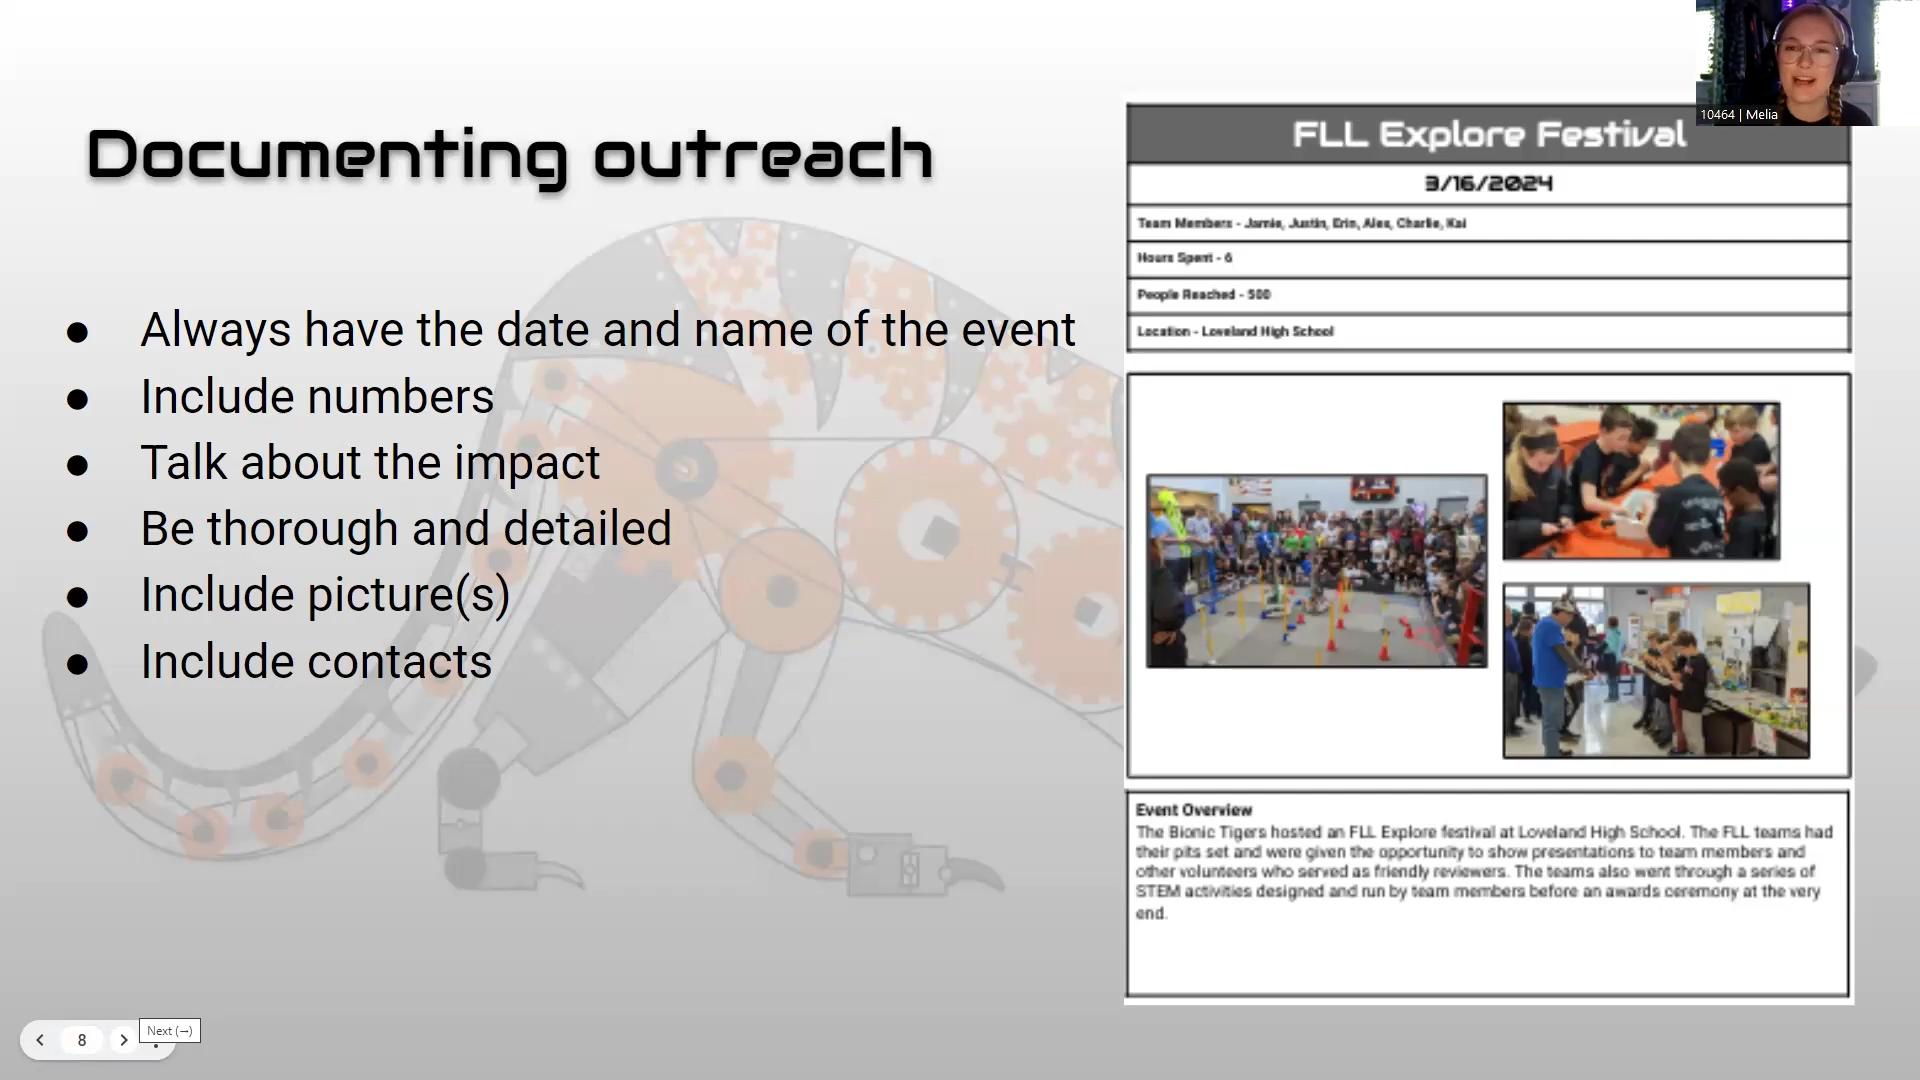 10464 | Melia
Documenting outreach
● Always have the date and name of the event
● Include numbers
● Talk about the impact
● Be thorough and detailed
● Include picture(s)
● Include contacts
FLL Explore Festival
3/16/2024
Team Members - Jamie, Justin, Erin, Alex, Charlie, Kai
Hours Spent - 6
People Reached - 500
Location - Loveland High School
Event Overview
The Bionic Tigers hosted an FLL Explore festival at Loveland High School. The FLL teams had
their pits set and were given the opportunity to show presentations to team members and
other volunteers who served as friendly reviewers. The teams also went through a series of
STEM activities designed and run by team members before an awards ceremony at the very
end.
8
Next (→)